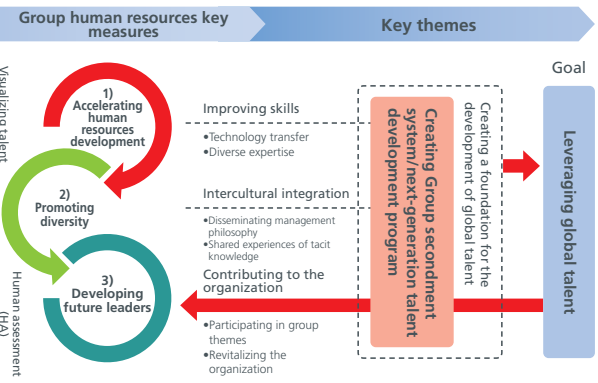 Group human resources key
measures
Key themes
Goal
Visualizing talent
1)
Accelerating
human
resources
development
2)
Promoting
diversity
3)
Developing
future leaders
Human assessment
(HA)
Improving skills
•Technology transfer
•Diverse expertise
Intercultural integration
•Disseminating management
philosophy
•Shared experiences of tacit
knowledge
Contributing to the
organization
•Participating in group
themes
•Revitalizing the
organization
Creating Group secondment
system/next-generation talent
development program
Creating a foundation for the
development of global talent
Leveraging global talent